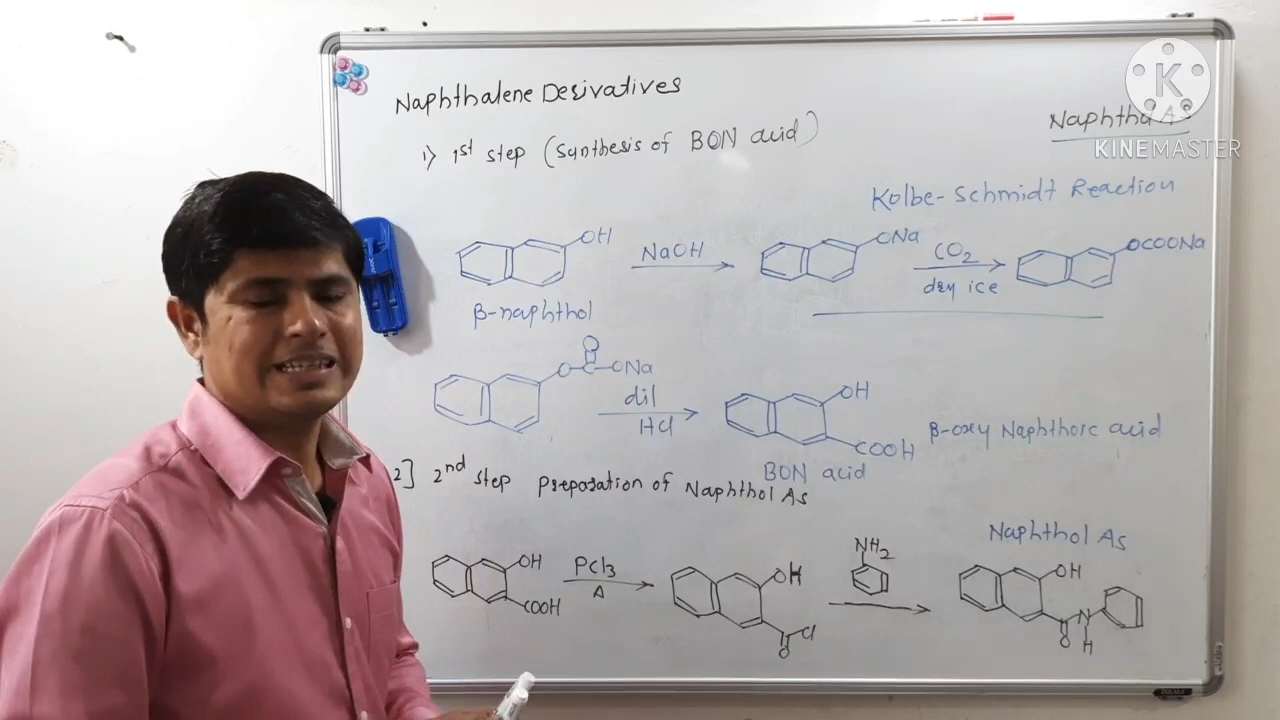 Naphthalene Derivatives
Naphthol As
K
KINEMASTER
1) 1st step (Synthesis of BON acid)
Kolbe-Schmidt Reaction
OH NaOH ONa CO2 dry ice OCOONa
β-naphthol
O
O C ONa dil HCl OH COOH
β-oxy Naphthoic acid
BON acid
2] 2nd step preparation of Naphthol As
Naphthol As
NH2
OH COOH PCl3 Δ OH Cl O OH N H O